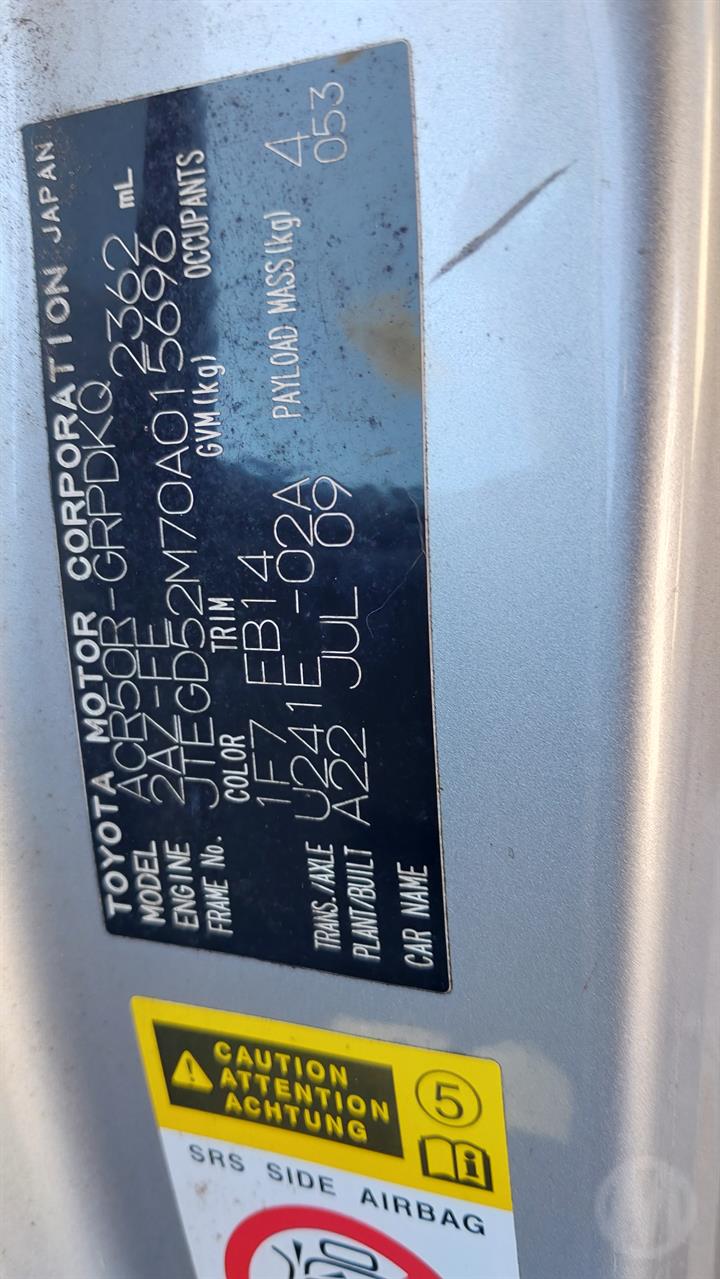 TOYOTA MOTOR CORPORATION JAPAN
MODEL ACR50R-GRPDKQ
ENGINE 2AZ-FE 2362 mL
FRAME No. JTEGD52M70A015696
COLOR TRIM GVM(kg) OCCUPANTS
1F7 FB14 4
TRANS./AXLE U241E -02A PAYLOAD MASS(kg) 053
PLANT/BUILT A22 JUL 09
CAR NAME
CAUTION
ATTENTION
ACHTUNG
5
i
SRS SIDE AIRBAG